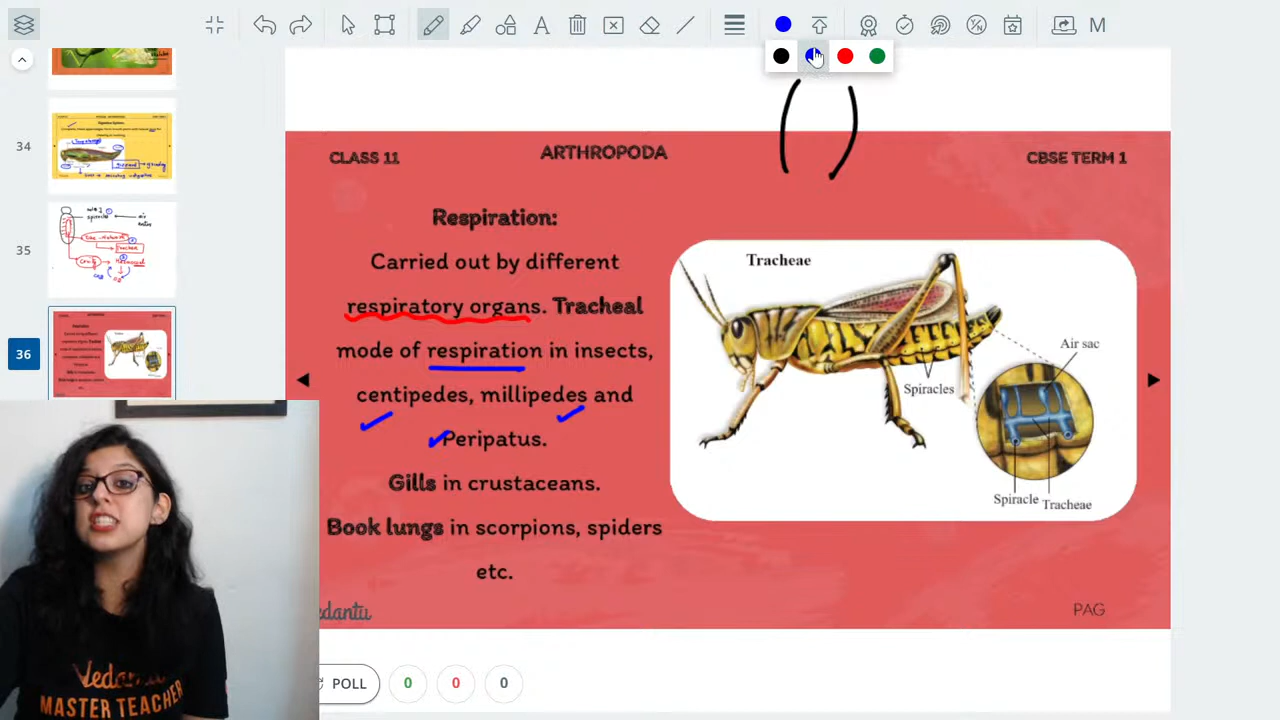 M
34
35
36
CLASS 11
ARTHROPODA
CBSE TERM 1
Respiration:
Carried out by different
respiratory organs. Tracheal
mode of respiration in insects,
centipedes, millipedes and
Peripatus.
Gills in crustaceans.
Book lungs in scorpions, spiders
etc.
Tracheae
Spiracles
Air sac
Spiracle
Tracheae
PAG
POLL
0
0
0
Vedantu
MASTER TEACHER